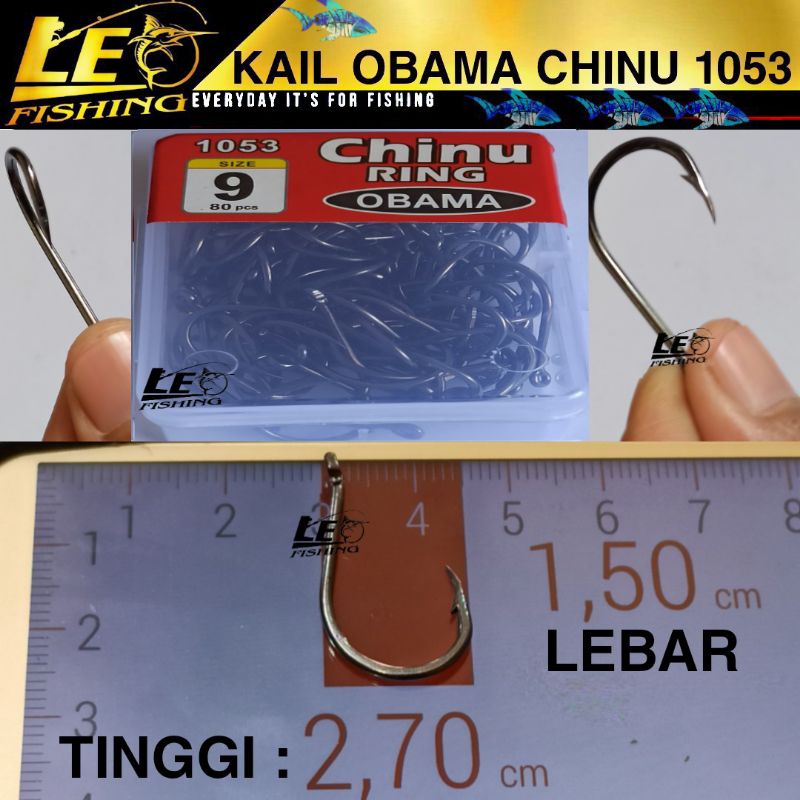 LEO
FISHING
EVERYDAY IT'S FOR FISHING
KAIL OBAMA CHINU 1053
1053
SIZE
9
80 pcs
Chinu
RING
OBAMA
LEO
FISHING
LEO
FISHING
1 2 3 4 5 6 7 8
LEO
FISHING
1
2
3
1,50 cm
LEBAR
TINGGI : 2,70 cm